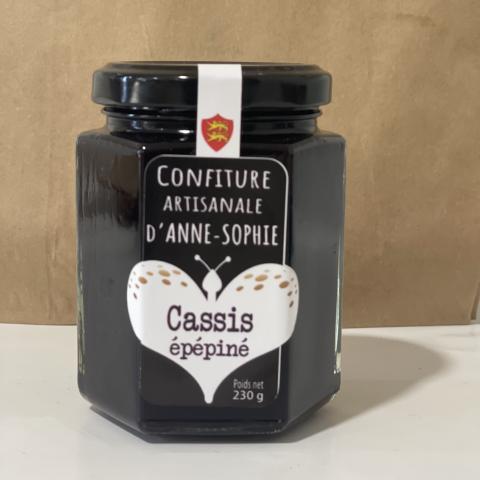 CONFITURE
ARTISANALE
D'ANNE-SOPHIE
Cassis
épépiné
Poids net
230 g